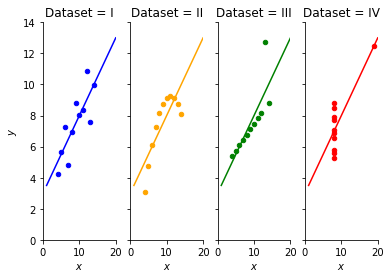 Dataset = I Dataset = II Dataset = III Dataset = IV
14
12
10
8
6
4
2
0
y
0 10 20 0 10 20 0 10 20 0 10 20
x x x x